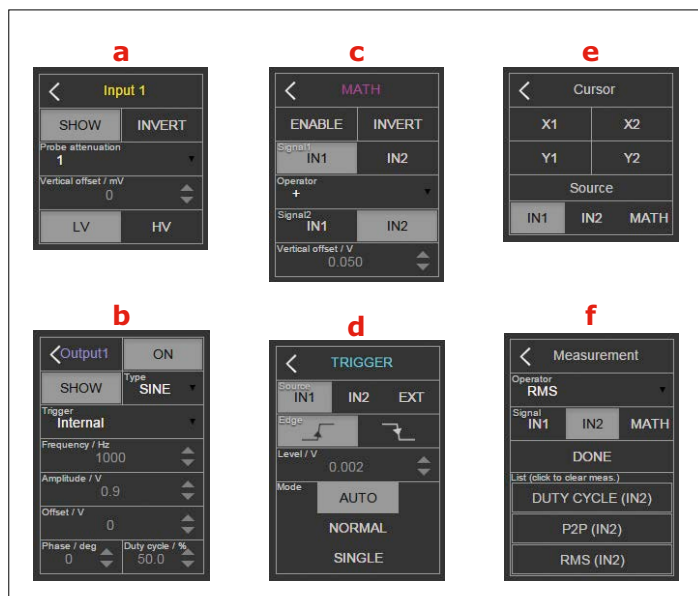 a
Input 1
SHOW INVERT
Probe attenuation
1
Vertical offset / mV
0
LV HV
b
Output1 ON
SHOW Type SINE
Trigger
Internal
Frequency / Hz
1000
Amplitude / V
0.9
Offset / V
0
Phase / deg Duty cycle / %
0 50.0
c
MATH
ENABLE INVERT
Signal1
IN1 IN2
Operator
+
Signal2
IN1 IN2
Vertical offset / V
0.050
d
TRIGGER
Source
IN1 IN2 EXT
Edge
Level / V
0.002
Mode
AUTO
NORMAL
SINGLE
e
Cursor
X1 X2
Y1 Y2
Source
IN1 IN2 MATH
f
Measurement
Operator
RMS
Signal
IN1 IN2 MATH
DONE
List (click to clear meas.)
DUTY CYCLE (IN2)
P2P (IN2)
RMS (IN2)